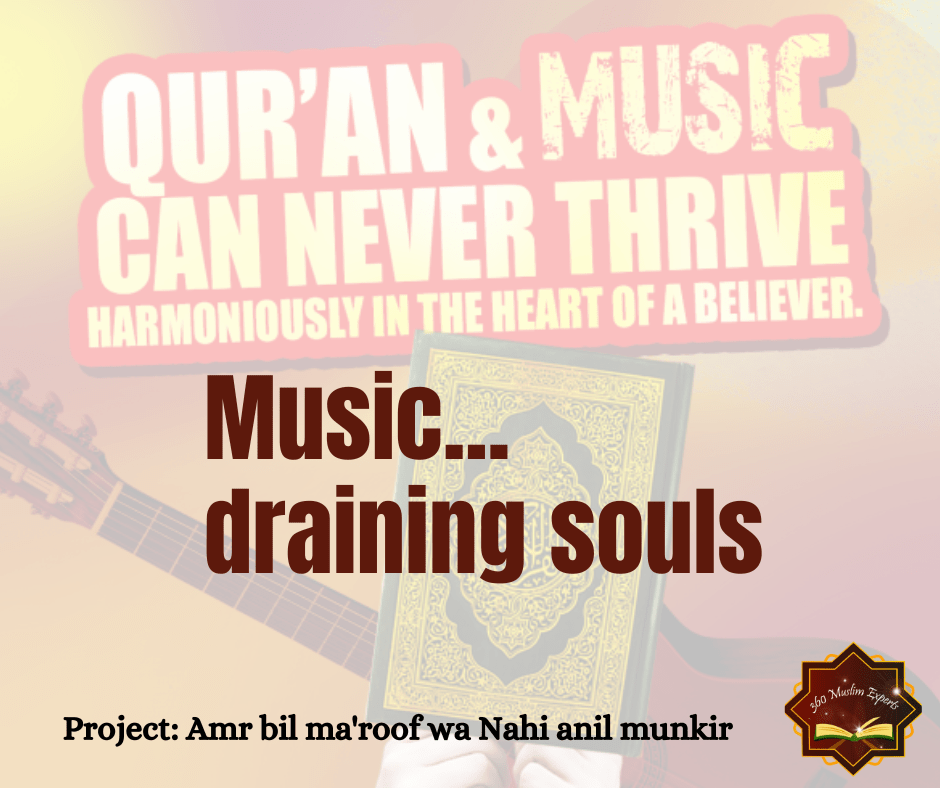 QUR'AN & MUSIC
CAN NEVER THRIVE
HARMONIOUSLY IN THE HEART OF A BELIEVER.
Music...
draining souls
360 Muslim Experts
Project: Amr bil ma'roof wa Nahi anil munkir